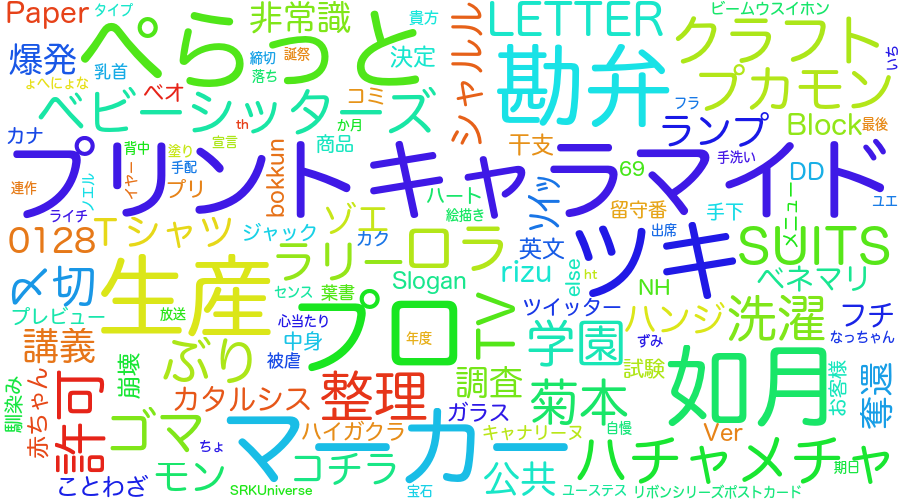 Paper
タイプ
非常識
貴方
シャルル
LETTER
ビームウスイホン
ぺらっと
爆発
乳首
締切
誕祭
決定
クラフト
いち
ょへにょな
ベオ
落ち
コミ
勘弁
プカモン
ベビーシッターズ
フラ
カナ
th
か月
ランプ
Block
最後
背中
宣言
商品
干支
塗り
手洗い
プリントキャラマイド
連作
ノエル
イヤー
手配
プリ
bokkun
ハート
69
DD
ユエ
ライチ
絵描き
ソイツ
留守番
手下
メニュー
0128
Tシャツ
ジャック
ゾエ
カク
英文
ツキ
出席
SUITS
〆切
生産
ラリーロラ
Slogan
rizu
else
ht
NH
ベネマリ
センス
葉書
プレビュー
放送
心当たり
プロ
年度
TV
ツイッター
ハンジ
洗濯
フチ
講義
中身
学園
ずみ
なっちゃん
ぶり
被虐
崩壊
馴染み
赤ちゃん
許可
カタルシス
整理
調査
菊本
試験
如月
お客様
奪還
ゴマ
ちょ
マーカー
ガラス
自慢
ハイガクラ
キャナリーヌ
Ver
ことわざ
モン
コチラ
公共
ハチャメチャ
期日
SRKUniverse
宝石
ユーステス
リボンシリーズポストカード